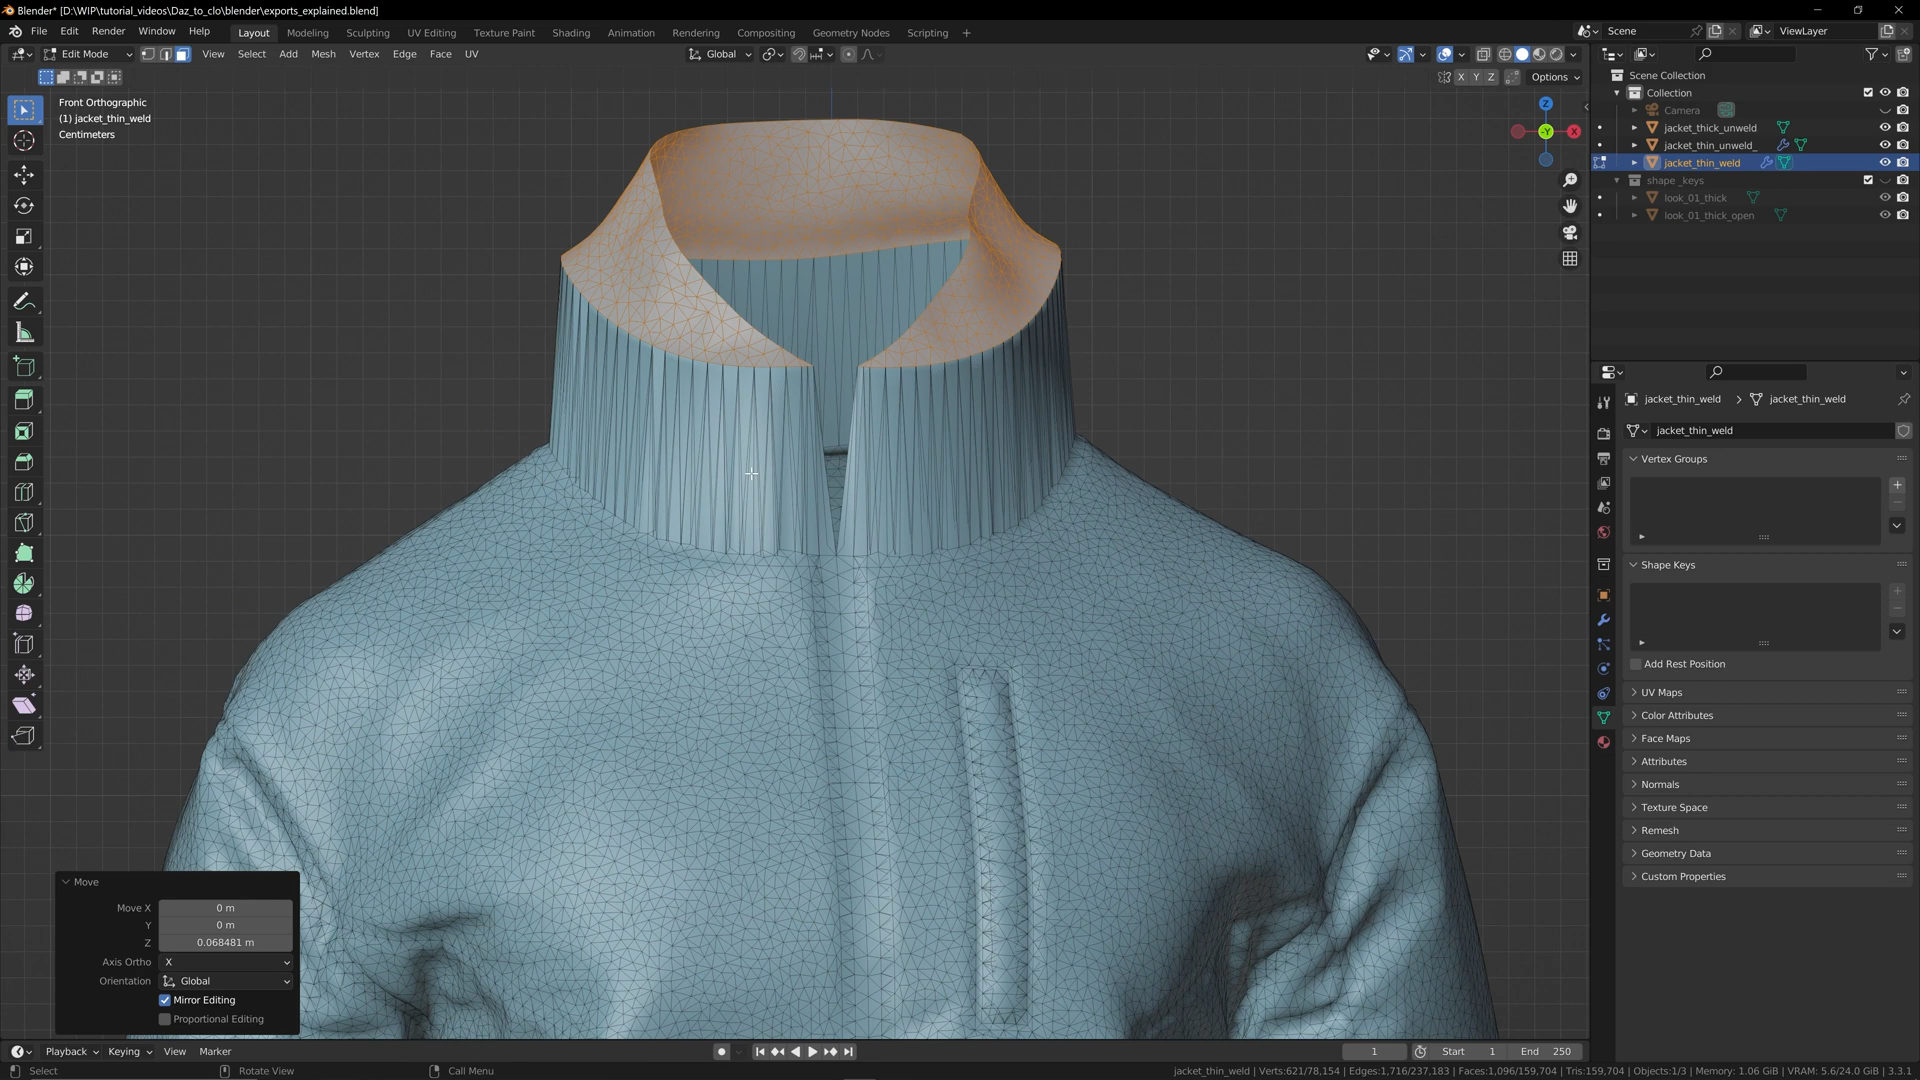 Blender* [D:\WIP\tutorial_videos\Daz_to_clo\blender\exports_explained.blend]
File Edit Render Window Help Layout Modeling Sculpting UV Editing Texture Paint Shading Animation Rendering Compositing Geometry Nodes Scripting + Scene ViewLayer
Edit Mode View Select Add Mesh Vertex Edge Face UV Global
X Y Z Options
Front Orthographic
(1) jacket_thin_weld
Centimeters
Z
-Y
X
Scene Collection
Collection
Camera
jacket_thick_unweld
jacket_thin_unweld_
jacket_thin_weld
shape _keys
look_01_thick
look_01_thick_open
jacket_thin_weld > jacket_thin_weld
jacket_thin_weld
Vertex Groups
Shape Keys
Add Rest Position
UV Maps
Color Attributes
Face Maps
Attributes
Normals
Texture Space
Remesh
Geometry Data
Custom Properties
Move
Move X 0 m
Y 0 m
Z 0.068481 m
Axis Ortho X
Orientation Global
Mirror Editing
Proportional Editing
Playback Keying View Marker 1 Start 1 End 250
Select Rotate View Call Menu jacket_thin_weld | Verts:621/78,154 | Edges:1,716/237,183 | Faces:1,096/159,704 | Tris:159,704 | Objects:1/3 | Memory: 1.06 GiB | VRAM: 5.6/24.0 GiB | 3.3.1